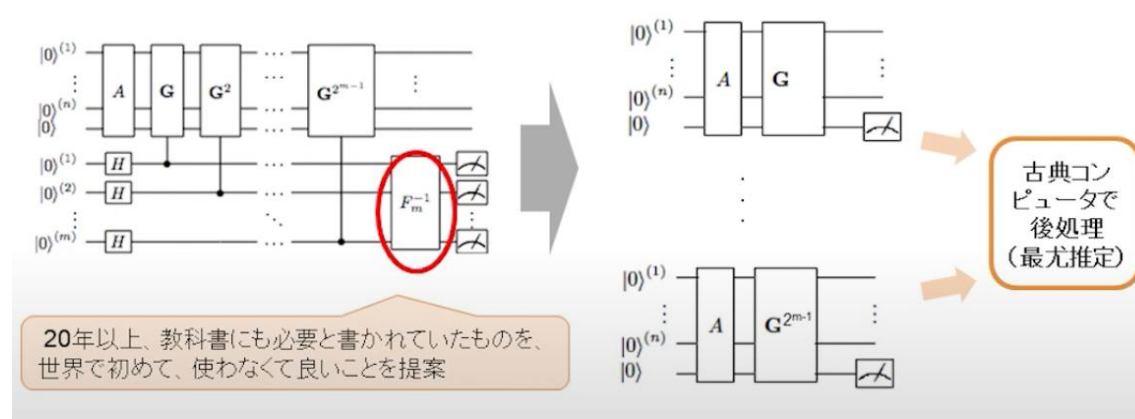 |0⟩⁽¹⁾ A G G² ⋯ G^{2^{m-1}} ⋮
⋮ ⋯
|0⟩⁽ⁿ⁾ ⋯
|0⟩ ⋯
|0⟩⁽¹⁾ H ⋯
|0⟩⁽²⁾ H ⋯ F_m^{-1}
⋮ ⋱ ⋮
|0⟩⁽ᵐ⁾ H ⋯
20年以上、教科書にも必要と書かれていたものを、
世界で初めて、使わなくて良いことを提案
|0⟩⁽¹⁾
⋮ A G ⋮
|0⟩⁽ⁿ⁾
|0⟩
⋮
|0⟩⁽¹⁾
⋮ A G^{2^{m-1}} ⋮
|0⟩⁽ⁿ⁾
|0⟩
古典コン
ピュータで
後処理
(最尤推定)